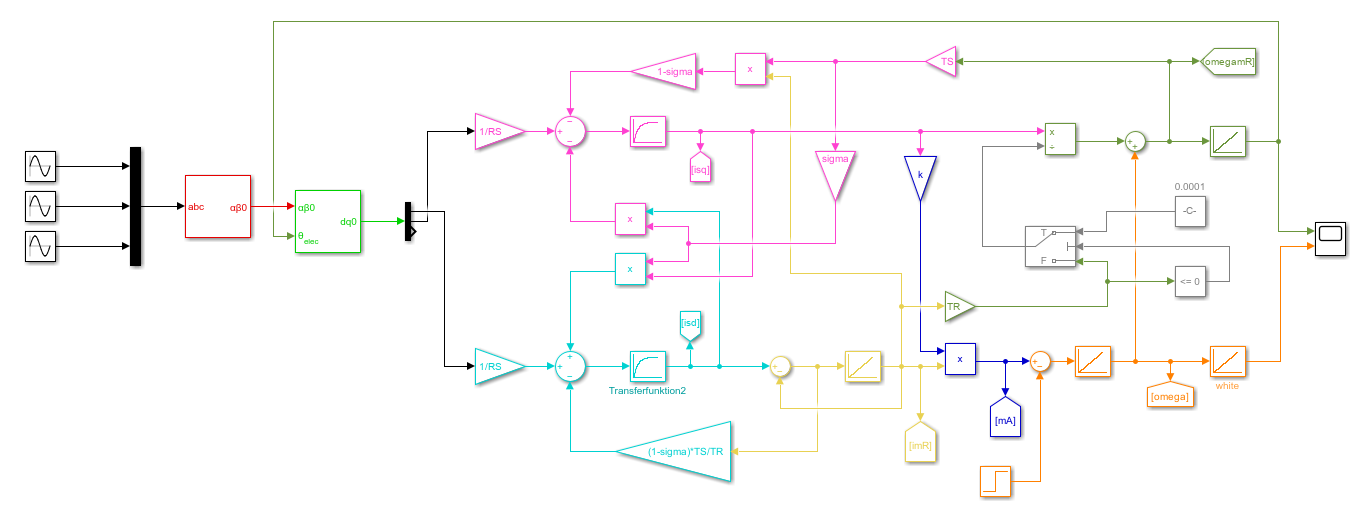 1-sigma
x
TS
omegamR]
1/RS
+
−
−
[isq]
sigma
k
x
÷
+
+
0.0001
-C-
abc
αβ0
αβ0
θelec
dq0
x
x
T
F
<= 0
TR
[isd]
1/RS
+
+
−
Transferfunktion2
+
−
x
+
−
white
[omega]
[mA]
[imR]
(1-sigma)*TS/TR